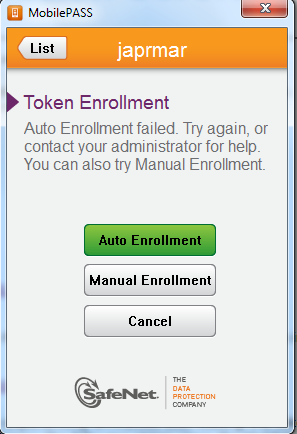 MobilePASS
List
japrmar
Token Enrollment
Auto Enrollment failed. Try again, or
contact your administrator for help.
You can also try Manual Enrollment.
Auto Enrollment
Manual Enrollment
Cancel
SafeNet.
THE
DATA
PROTECTION
COMPANY